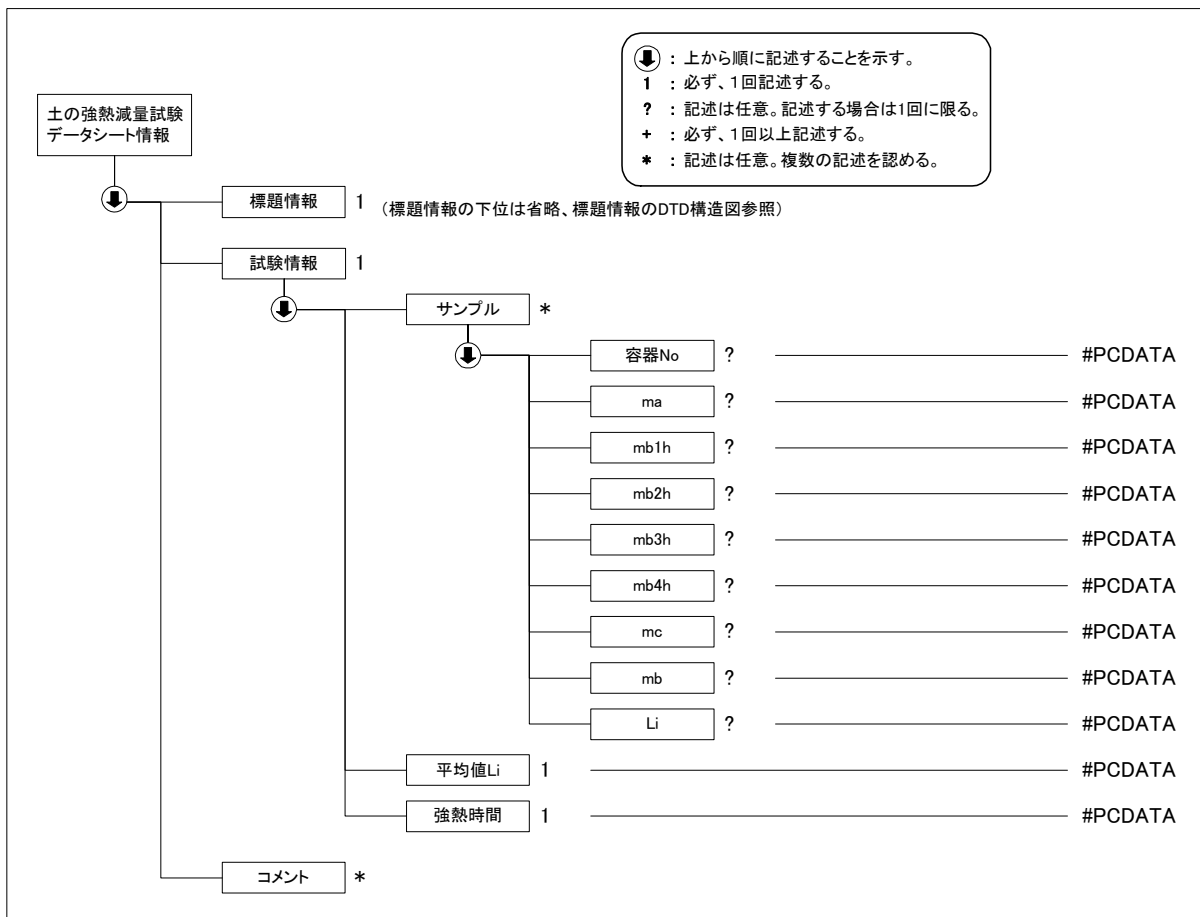 ：上から順に記述することを示す。
1 ：必ず、1回記述する。
? ：記述は任意。記述する場合は1回に限る。
+ ：必ず、1回以上記述する。
* ：記述は任意。複数の記述を認める。
土の強熱減量試験
データシート情報
標題情報 1 （標題情報の下位は省略、標題情報のDTD構造図参照）
試験情報 1
サンプル *
容器No ? #PCDATA
ma ? #PCDATA
mb1h ? #PCDATA
mb2h ? #PCDATA
mb3h ? #PCDATA
mb4h ? #PCDATA
mc ? #PCDATA
mb ? #PCDATA
Li ? #PCDATA
平均値Li 1 #PCDATA
強熱時間 1 #PCDATA
コメント *